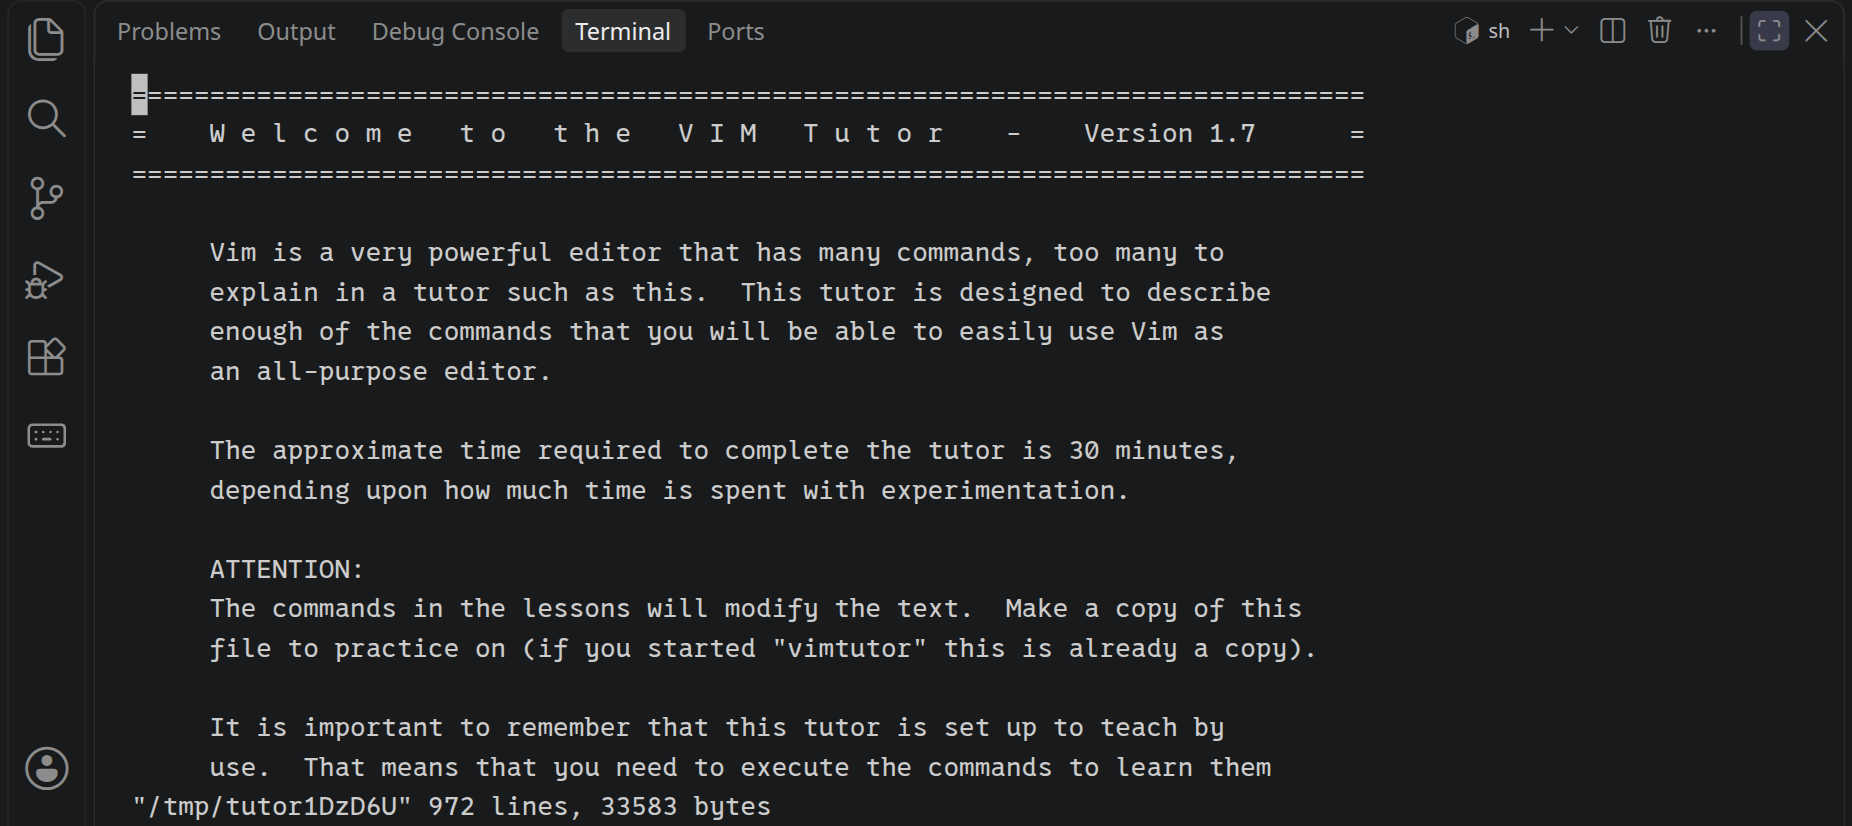 Problems Output Debug Console Terminal Ports sh
===============================================================================
=    W e l c o m e   t o   t h e   V I M   T u t o r    -    Version 1.7      =
===============================================================================
Vim is a very powerful editor that has many commands, too many to
explain in a tutor such as this.  This tutor is designed to describe
enough of the commands that you will be able to easily use Vim as
an all-purpose editor.
The approximate time required to complete the tutor is 30 minutes,
depending upon how much time is spent with experimentation.
ATTENTION:
The commands in the lessons will modify the text.  Make a copy of this
file to practice on (if you started "vimtutor" this is already a copy).
It is important to remember that this tutor is set up to teach by
use.  That means that you need to execute the commands to learn them
"/tmp/tutor1DzD6U" 972 lines, 33583 bytes